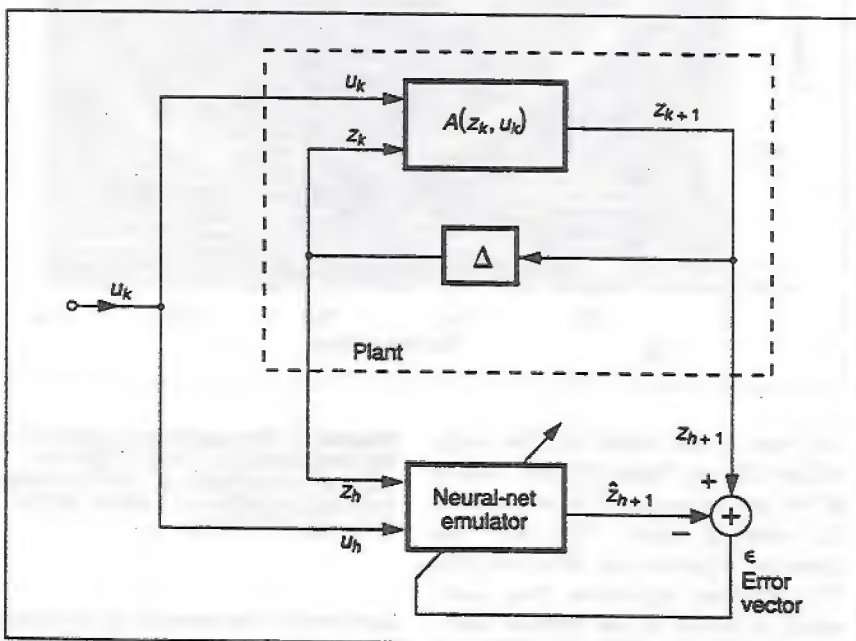 u_k
A(z_k, u_k)
z_{k+1}
z_k
Δ
u_k
Plant
z_{h+1}
+
z_h
Neural-net
emulator
ẑ_{h+1}
+
−
u_h
ϵ
Error
vector